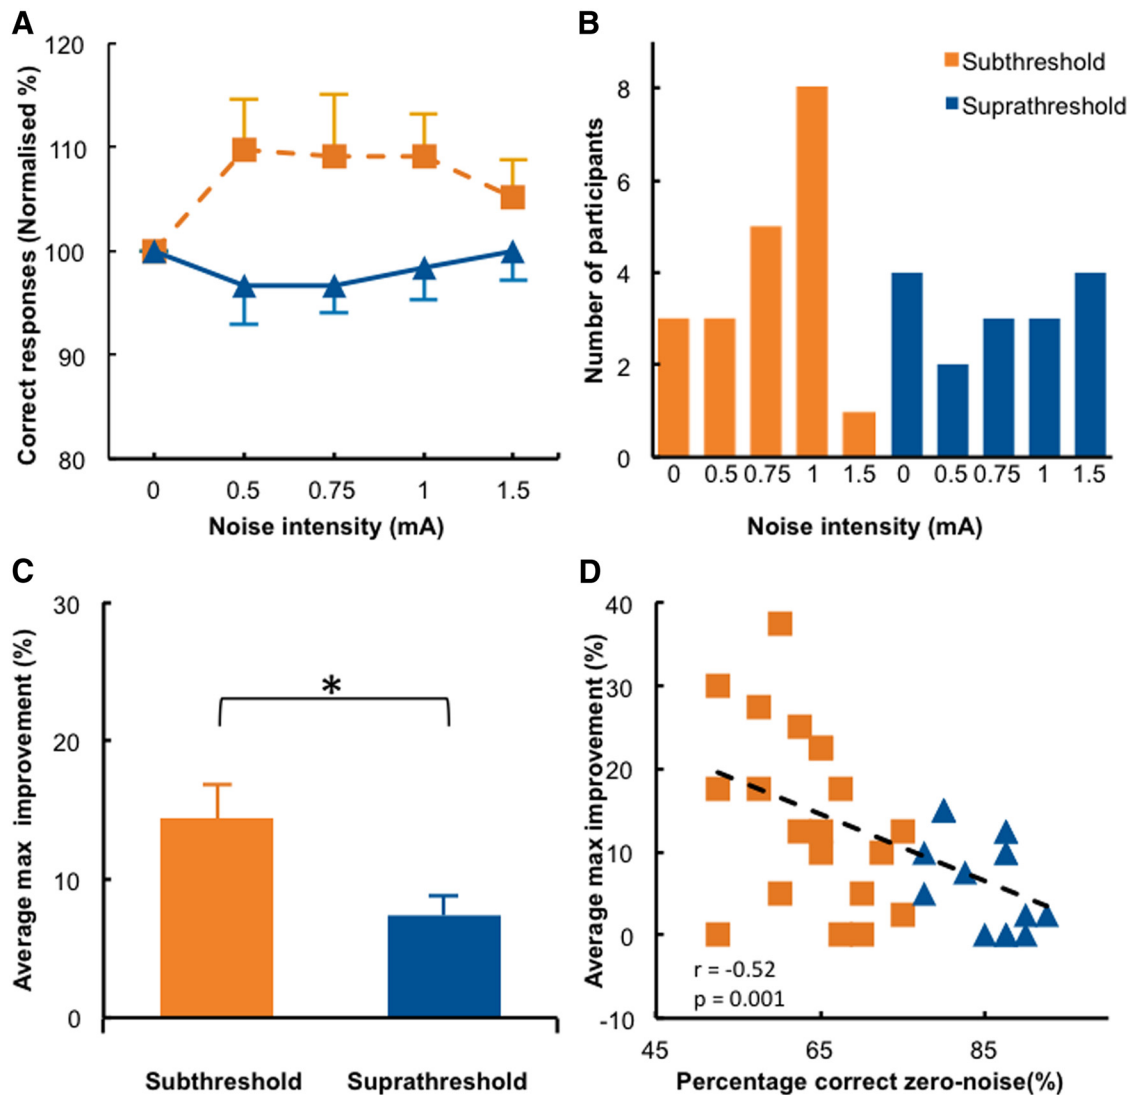 A
120
110
100
90
80
Correct responses (Normalised %)
0 0.5 0.75 1 1.5
Noise intensity (mA)
B
Subthreshold
Suprathreshold
8
6
4
2
0
Number of participants
0 0.5 0.75 1 1.5 0 0.5 0.75 1 1.5
Noise intensity (mA)
C
30
20
10
0
Average max improvement (%)
*
Subthreshold Suprathreshold
D
40
30
20
10
0
-10
Average max improvement (%)
r = -0.52
p = 0.001
45 65 85
Percentage correct zero-noise(%)